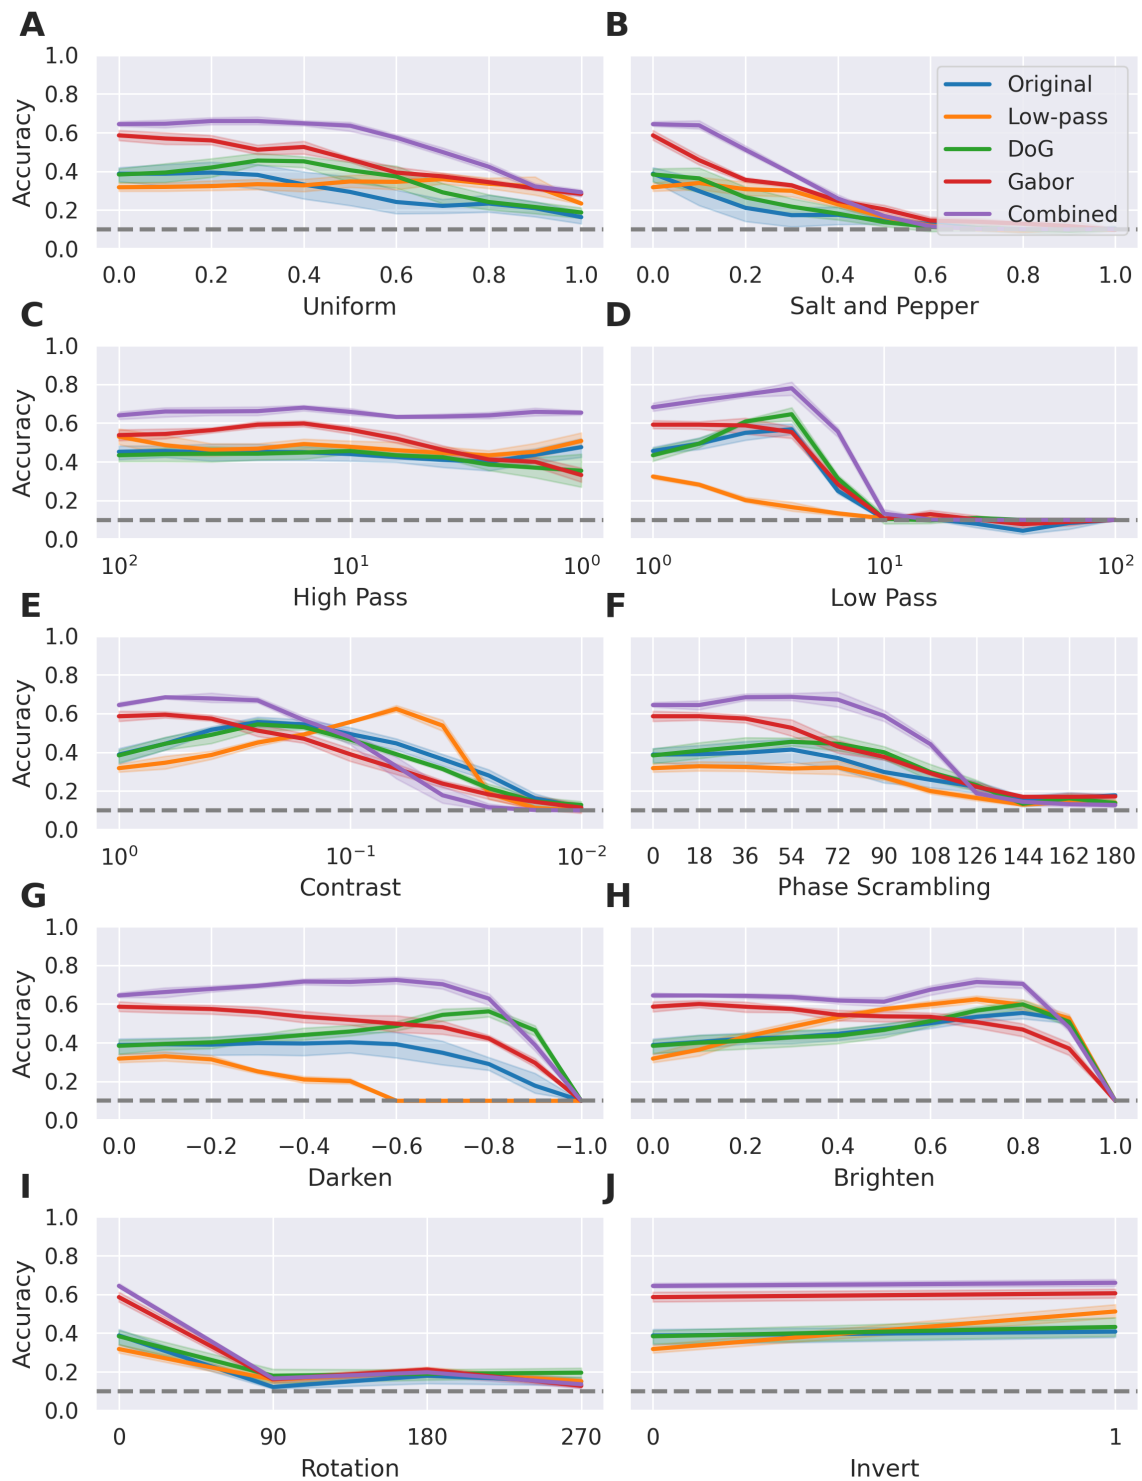 A
B
1.0
0.8
0.6
0.4
0.2
0.0
Accuracy
0.0 0.2 0.4 0.6 0.8 1.0
Uniform
Original
Low-pass
DoG
Gabor
Combined
0.0 0.2 0.4 0.6 0.8 1.0
Salt and Pepper
C
D
1.0
0.8
0.6
0.4
0.2
0.0
Accuracy
10² 10¹ 10⁰
High Pass
10⁰ 10¹ 10²
Low Pass
E
F
1.0
0.8
0.6
0.4
0.2
0.0
Accuracy
10⁰ 10⁻¹ 10⁻²
Contrast
0 18 36 54 72 90 108 126 144 162 180
Phase Scrambling
G
H
1.0
0.8
0.6
0.4
0.2
0.0
Accuracy
0.0 −0.2 −0.4 −0.6 −0.8 −1.0
Darken
0.0 0.2 0.4 0.6 0.8 1.0
Brighten
I
J
1.0
0.8
0.6
0.4
0.2
0.0
Accuracy
0 90 180 270
Rotation
0 1
Invert